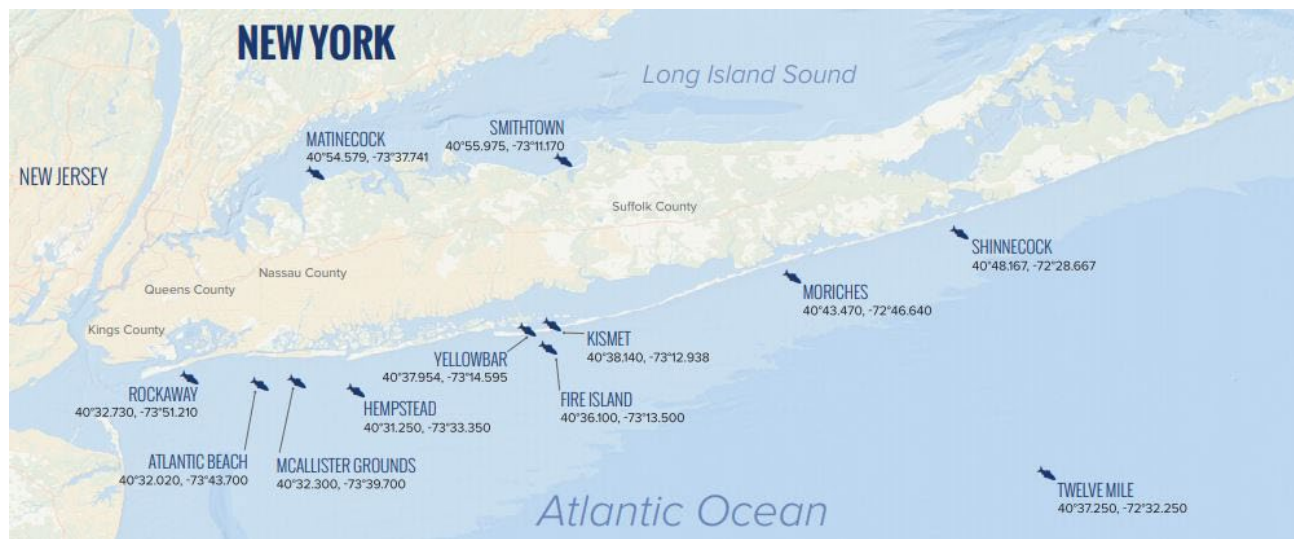 NEW YORK
Long Island Sound
MATINECOCK
40°54.579, -73°37.741
SMITHTOWN
40°55.975, -73°11.170
NEW JERSEY
Suffolk County
SHINNECOCK
40°48.167, -72°28.667
Nassau County
Queens County
MORICHES
40°43.470, -72°46.640
Kings County
KISMET
40°38.140, -73°12.938
YELLOWBAR
40°37.954, -73°14.595
ROCKAWAY
40°32.730, -73°51.210
HEMPSTEAD
40°31.250, -73°33.350
FIRE ISLAND
40°36.100, -73°13.500
ATLANTIC BEACH
40°32.020, -73°43.700
MCALLISTER GROUNDS
40°32.300, -73°39.700
TWELVE MILE
40°37.250, -72°32.250
Atlantic Ocean